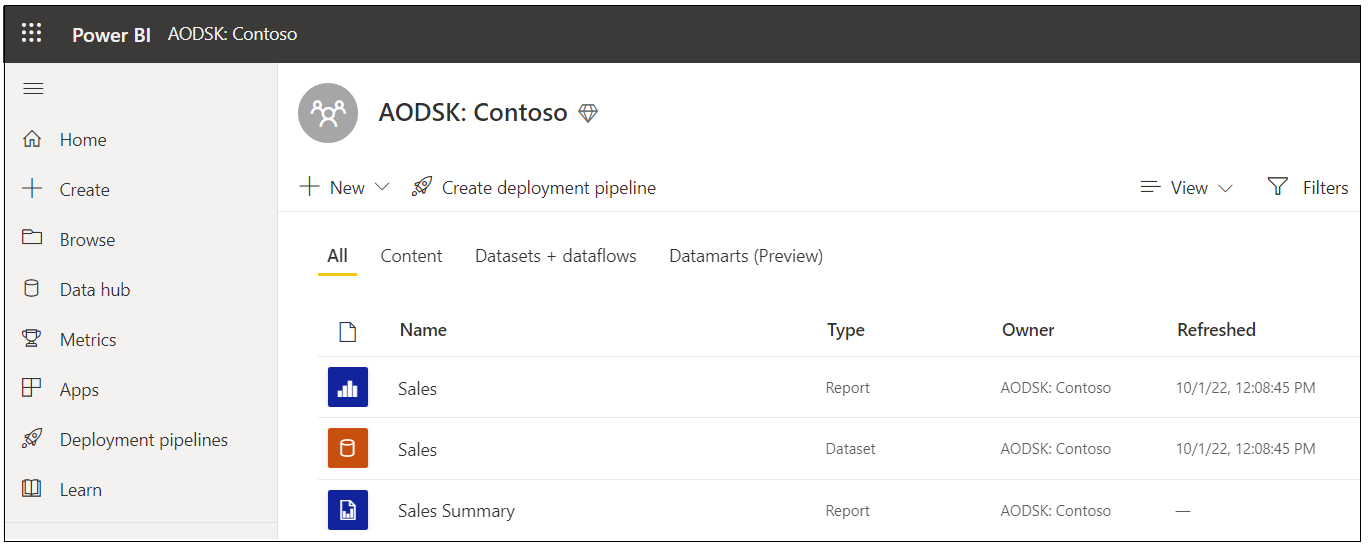 Power BI AODSK: Contoso
AODSK: Contoso
Home
Create
Browse
Data hub
Metrics
Apps
Deployment pipelines
Learn
New Create deployment pipeline View Filters
All Content Datasets + dataflows Datamarts (Preview)
Name Type Owner Refreshed
Sales Report AODSK: Contoso 10/1/22, 12:08:45 PM
Sales Dataset AODSK: Contoso 10/1/22, 12:08:45 PM
Sales Summary Report AODSK: Contoso —